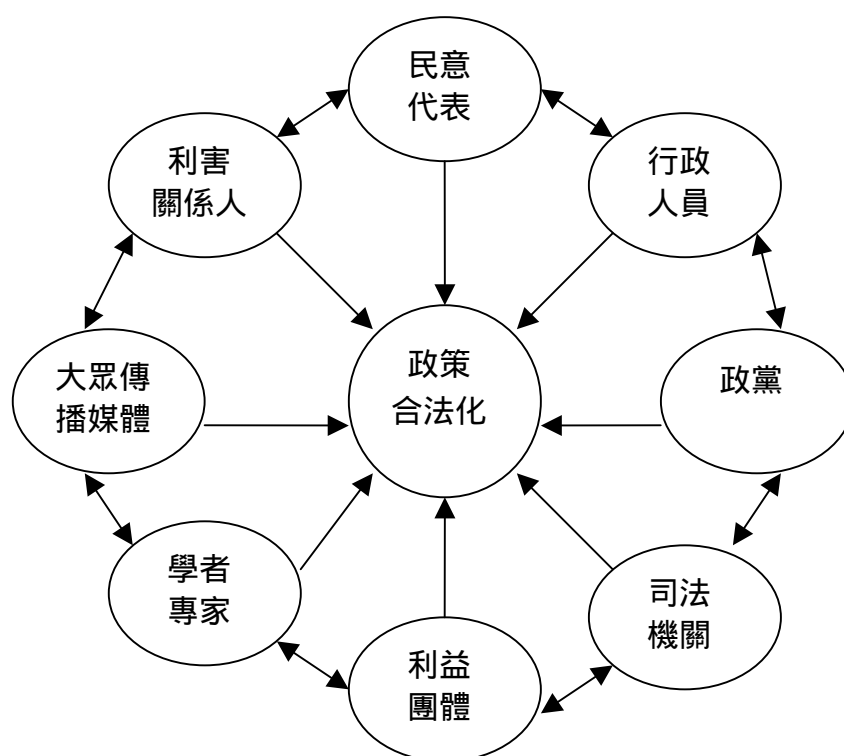 民意
代表
利害
關係人
行政
人員
大眾傳
播媒體
政策
合法化
政黨
學者
專家
司法
機關
利益
團體